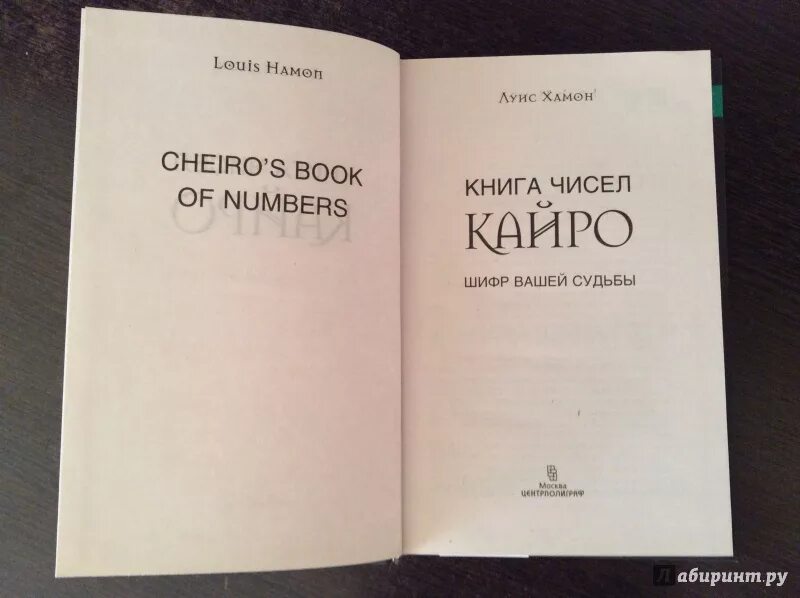 Louis Hamon
CHEIRO'S BOOK
OF NUMBERS
Луис Хамон
КНИГА ЧИСЕЛ
КАЙРО
ШИФР ВАШЕЙ СУДЬБЫ
Москва
ЦЕНТРПОЛИГРАФ
Лабиринт.ру